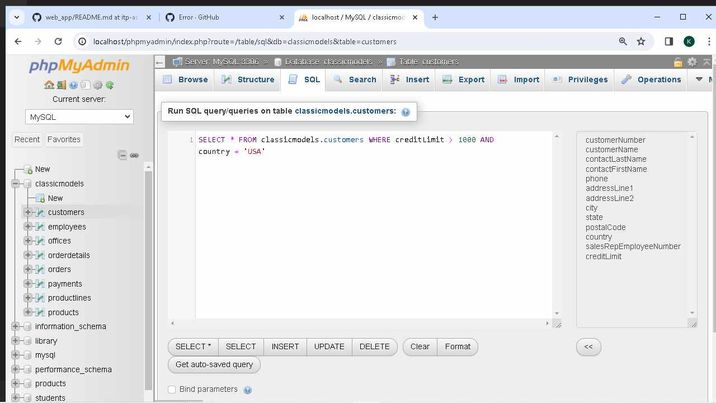 web_app/README.md at itp-as
Error · GitHub
localhost / MySQL / classicmode
localhost/phpmyadmin/index.php?route=/table/sql&db=classicmodels&table=customers
K
phpMyAdmin
Current server:
MySQL
Recent Favorites
New
classicmodels
New
customers
employees
offices
orderdetails
orders
payments
productlines
products
information_schema
library
mysql
performance_schema
products
students
Server: MySQL:3306 » Database: classicmodels » Table: customers
Browse Structure SQL Search Insert Export Import Privileges Operations
Run SQL query/queries on table classicmodels.customers:
1 SELECT * FROM classicmodels.customers WHERE creditLimit > 1000 AND
country = 'USA'
customerNumber
customerName
contactLastName
contactFirstName
phone
addressLine1
addressLine2
city
state
postalCode
country
salesRepEmployeeNumber
creditLimit
SELECT * SELECT INSERT UPDATE DELETE Clear Format <<
Get auto-saved query
Bind parameters